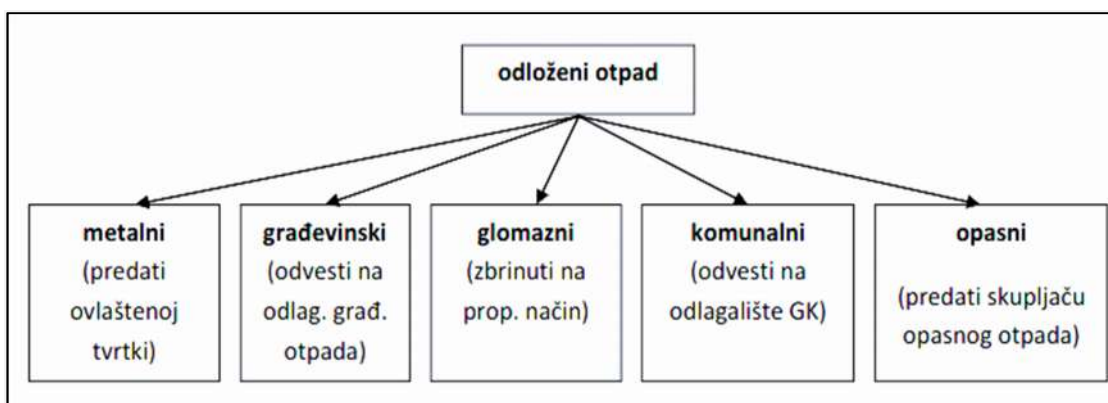 odloženi otpad
metalni
(predati
ovlaštenoj
tvrtki)
građevinski
(odvesti na
odlag. građ.
otpada)
glomazni
(zbrinuti na
prop. način)
komunalni
(odvesti na
odlagalište GK)
opasni
(predati skupljaču
opasnog otpada)